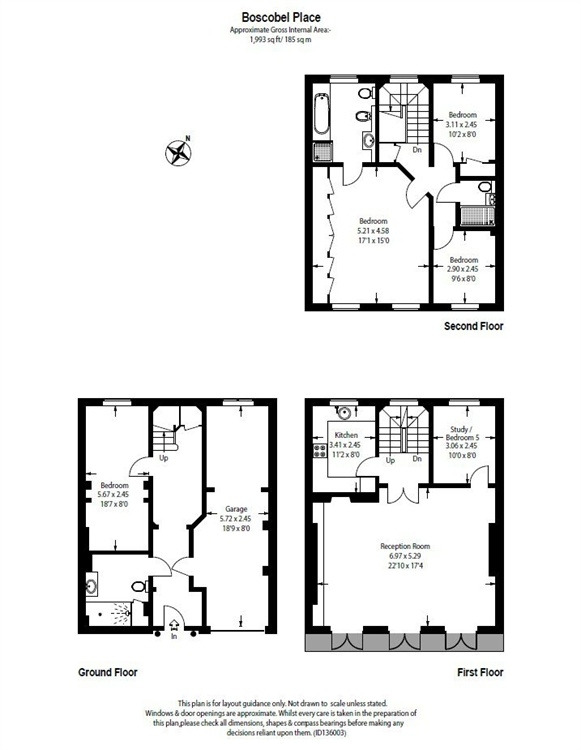 Boscobel Place
Approximate Gross Internal Area:-
1,993 sq ft/ 185 sq m
N
Bedroom
3.11 x 2.45
10'2 x 8'0
Dn
Bedroom
5.21 x 4.58
17'1 x 15'0
Bedroom
2.90 x 2.45
9'6 x 8'0
Second Floor
Up
Bedroom
5.67 x 2.45
18'7 x 8'0
Garage
5.72 x 2.45
18'9 x 8'0
In
Ground Floor
Kitchen
3.41 x 2.45
11'2 x 8'0
Up
Dn
Study /
Bedroom 5
3.06 x 2.45
10'0 x 8'0
Reception Room
6.97 x 5.29
22'10 x 17'4
First Floor
This plan is for layout guidance only. Not drawn to scale unless stated.
Windows & door openings are approximate. Whilst every care is taken in the preparation of
this plan,please check all dimensions, shapes & compass bearings before making any
decisions reliant upon them. (ID136003)